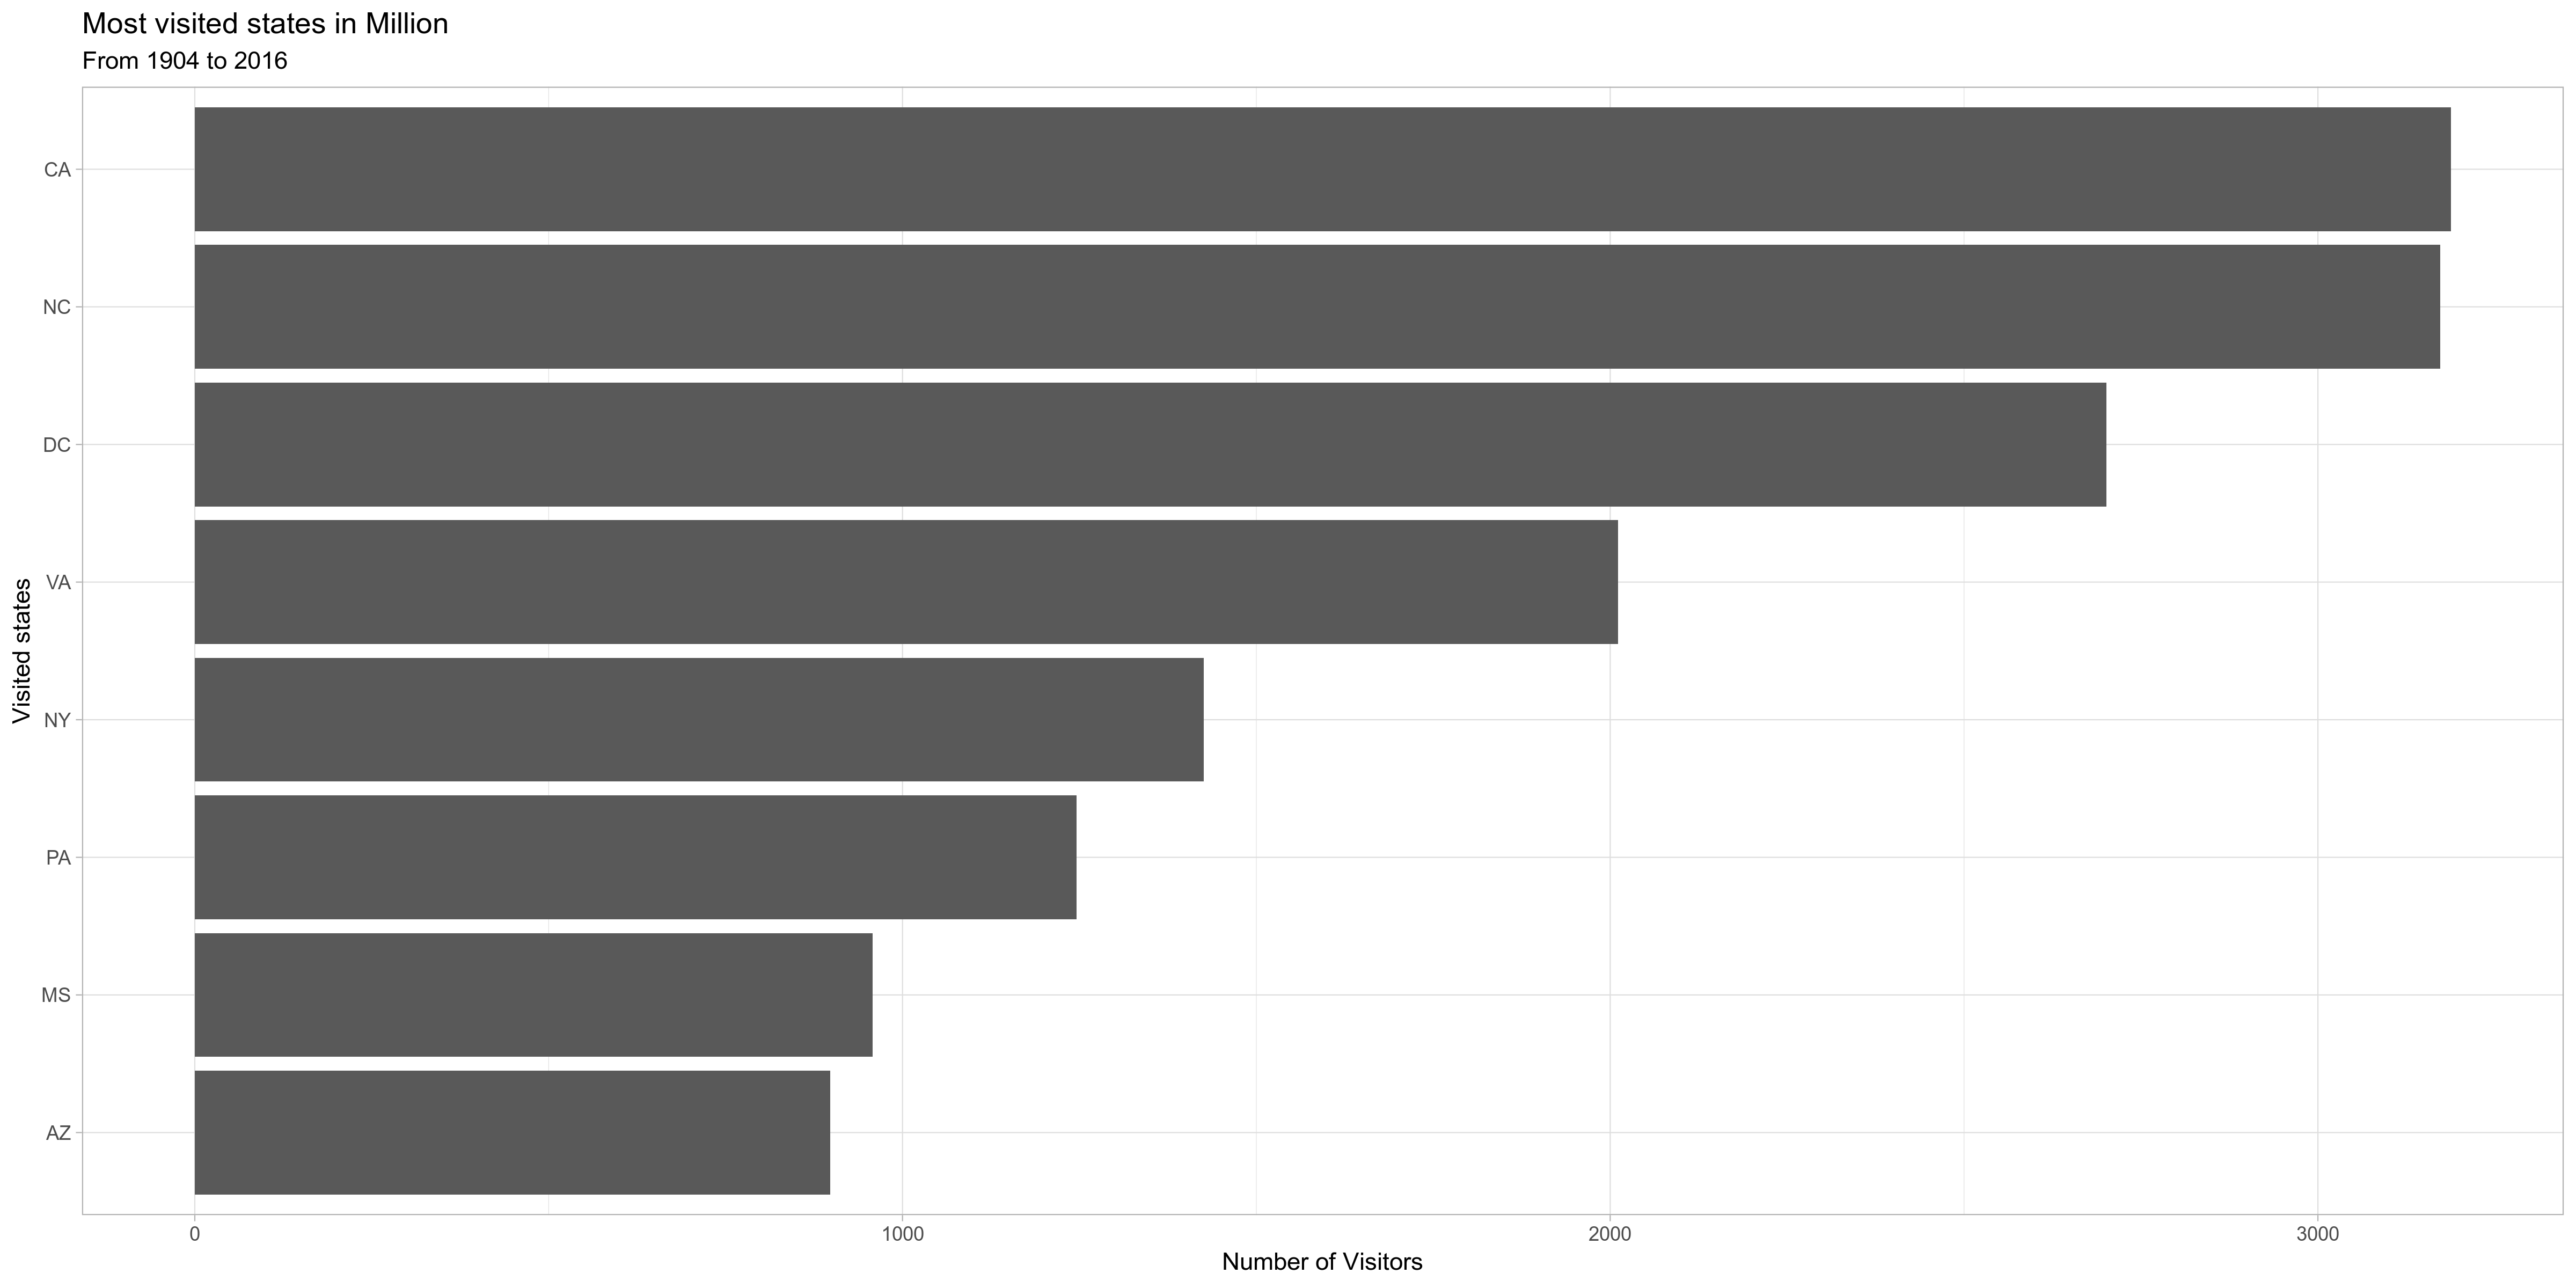 Most visited states in Million
From 1904 to 2016
Visited states
CA
NC
DC
VA
NY
PA
MS
AZ
0 1000 2000 3000
Number of Visitors